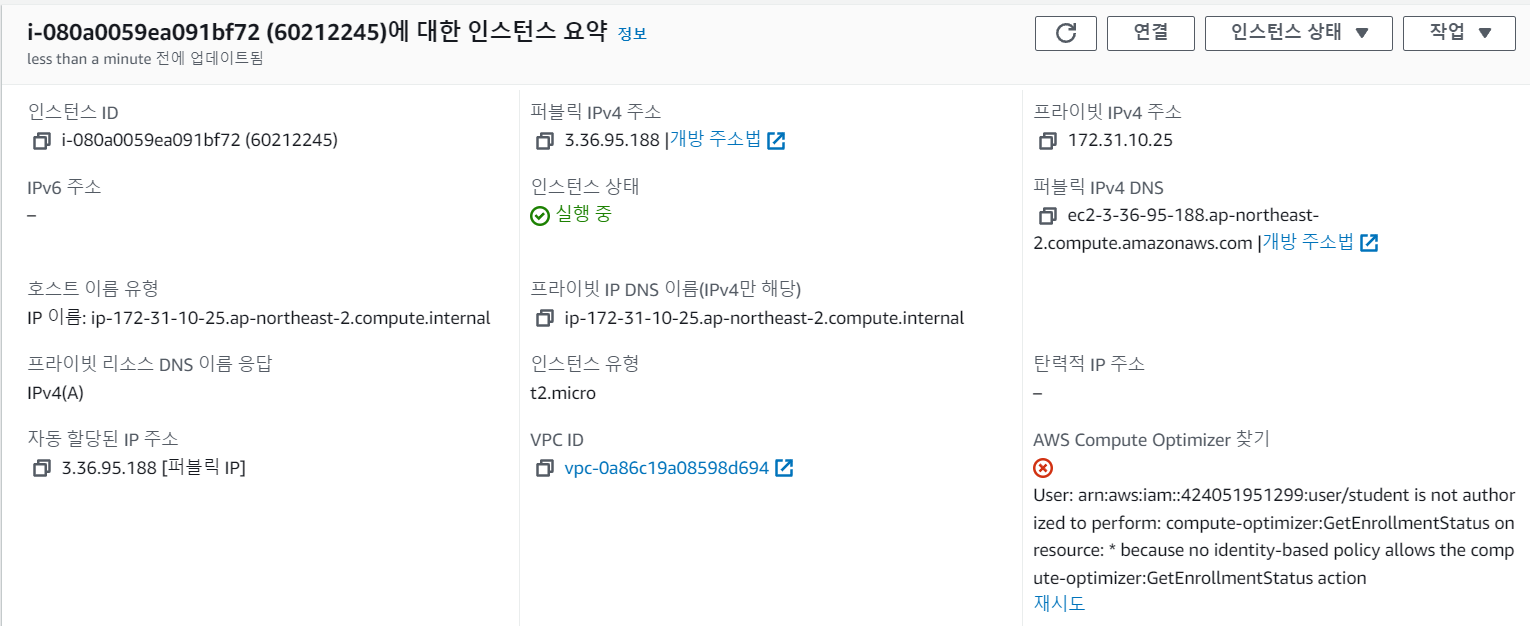 i-080a0059ea091bf72 (60212245)에 대한 인스턴스 요약 정보
less than a minute 전에 업데이트됨
연결
인스턴스 상태 ▼
작업 ▼
인스턴스 ID
i-080a0059ea091bf72 (60212245)
퍼블릭 IPv4 주소
3.36.95.188 |개방 주소법
프라이빗 IPv4 주소
172.31.10.25
IPv6 주소
–
인스턴스 상태
실행 중
퍼블릭 IPv4 DNS
ec2-3-36-95-188.ap-northeast-
2.compute.amazonaws.com |개방 주소법
호스트 이름 유형
IP 이름: ip-172-31-10-25.ap-northeast-2.compute.internal
프라이빗 IP DNS 이름(IPv4만 해당)
ip-172-31-10-25.ap-northeast-2.compute.internal
프라이빗 리소스 DNS 이름 응답
IPv4(A)
인스턴스 유형
t2.micro
탄력적 IP 주소
–
자동 할당된 IP 주소
3.36.95.188 [퍼블릭 IP]
VPC ID
vpc-0a86c19a08598d694
AWS Compute Optimizer 찾기
User: arn:aws:iam::424051951299:user/student is not author
ized to perform: compute-optimizer:GetEnrollmentStatus on
resource: * because no identity-based policy allows the comp
ute-optimizer:GetEnrollmentStatus action
재시도